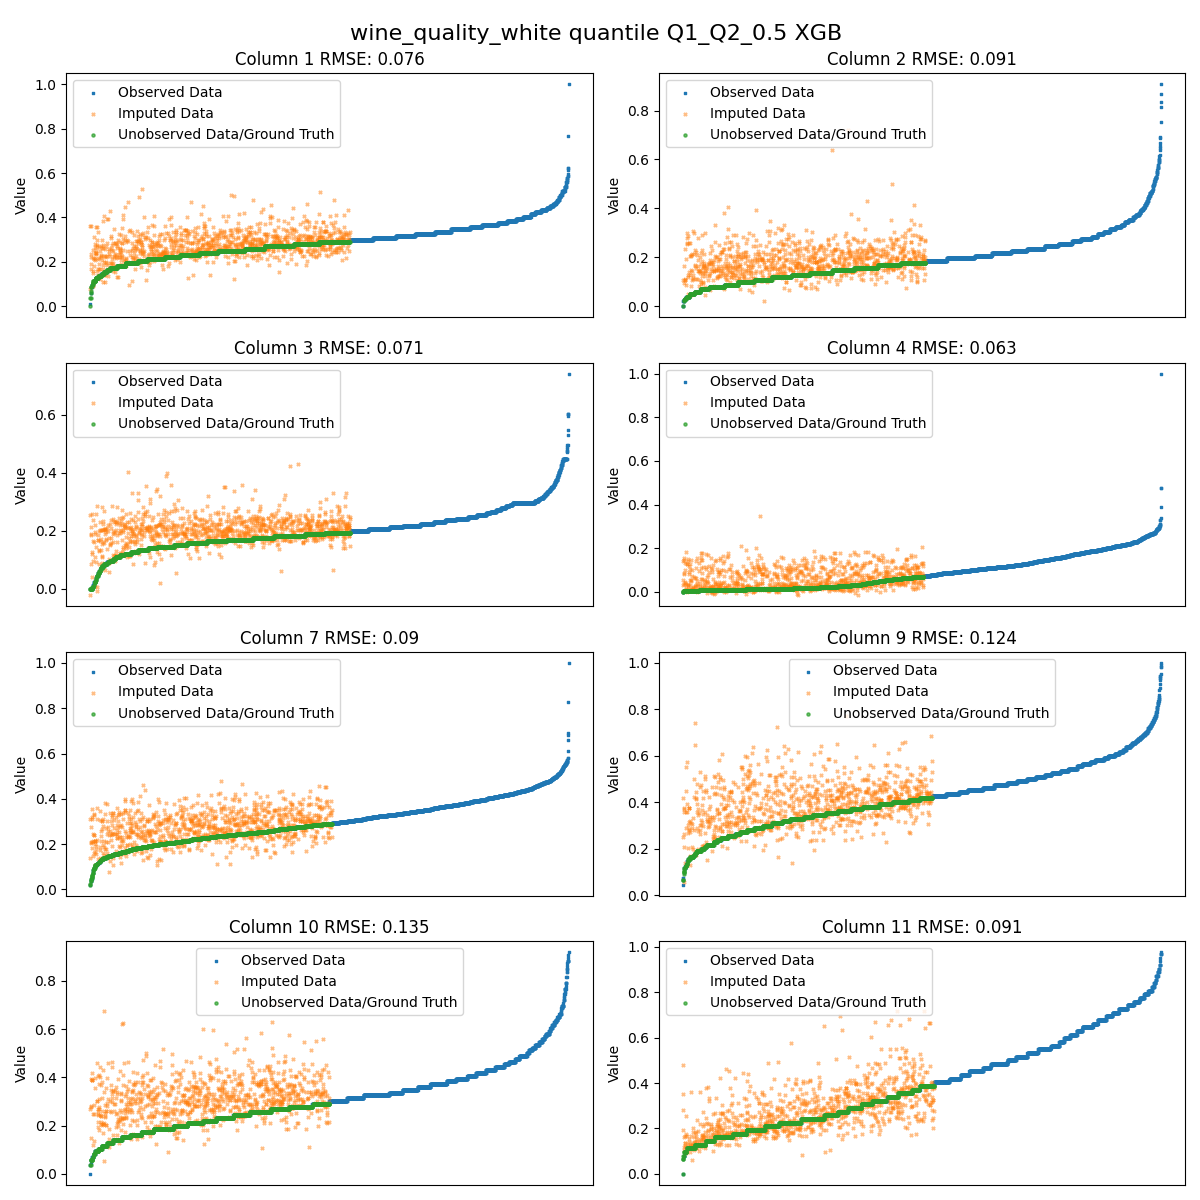 wine_quality_white quantile Q1_Q2_0.5 XGB
Column 1 RMSE: 0.076
Value
1.0
0.8
0.6
0.4
0.2
0.0
Observed Data
Imputed Data
Unobserved Data/Ground Truth
Column 2 RMSE: 0.091
Value
0.8
0.6
0.4
0.2
0.0
Observed Data
Imputed Data
Unobserved Data/Ground Truth
Column 3 RMSE: 0.071
Value
0.6
0.4
0.2
0.0
Observed Data
Imputed Data
Unobserved Data/Ground Truth
Column 4 RMSE: 0.063
Value
1.0
0.8
0.6
0.4
0.2
0.0
Observed Data
Imputed Data
Unobserved Data/Ground Truth
Column 7 RMSE: 0.09
Value
1.0
0.8
0.6
0.4
0.2
0.0
Observed Data
Imputed Data
Unobserved Data/Ground Truth
Column 9 RMSE: 0.124
Value
1.0
0.8
0.6
0.4
0.2
0.0
Observed Data
Imputed Data
Unobserved Data/Ground Truth
Column 10 RMSE: 0.135
Value
0.8
0.6
0.4
0.2
0.0
Observed Data
Imputed Data
Unobserved Data/Ground Truth
Column 11 RMSE: 0.091
Value
1.0
0.8
0.6
0.4
0.2
0.0
Observed Data
Imputed Data
Unobserved Data/Ground Truth